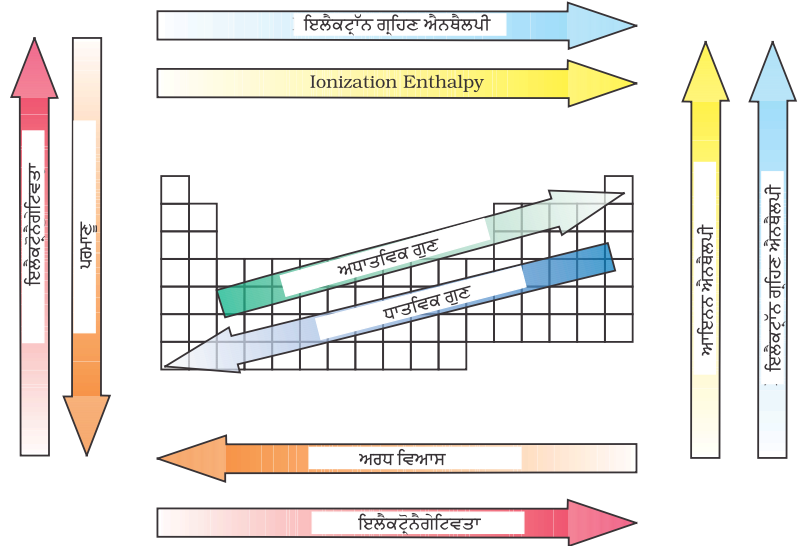 ਇਲੈਕਟ੍ਰਾੱਨ ਗ੍ਰਹਿਣ ਐਨਥੈਲਪੀ
Ionization Enthalpy
ਇਲੈਕਟ੍ਰੋਨੈਗੇਟਿਵਤਾ
ਪਰਮਾਣੂ
ਅਧਾਤਵਿਕ ਗੁਣ
ਧਾਤਵਿਕ ਗੁਣ
ਆਇਨਨ ਐਨਥੈਲਪੀ
ਇਲੈਕਟ੍ਰਾੱਨ ਗ੍ਰਹਿਣ ਐਨਥੈਲਪੀ
ਅਰਧ ਵਿਆਸ
ਇਲੈਕਟ੍ਰੋਨੈਗੇਟਿਵਤਾ